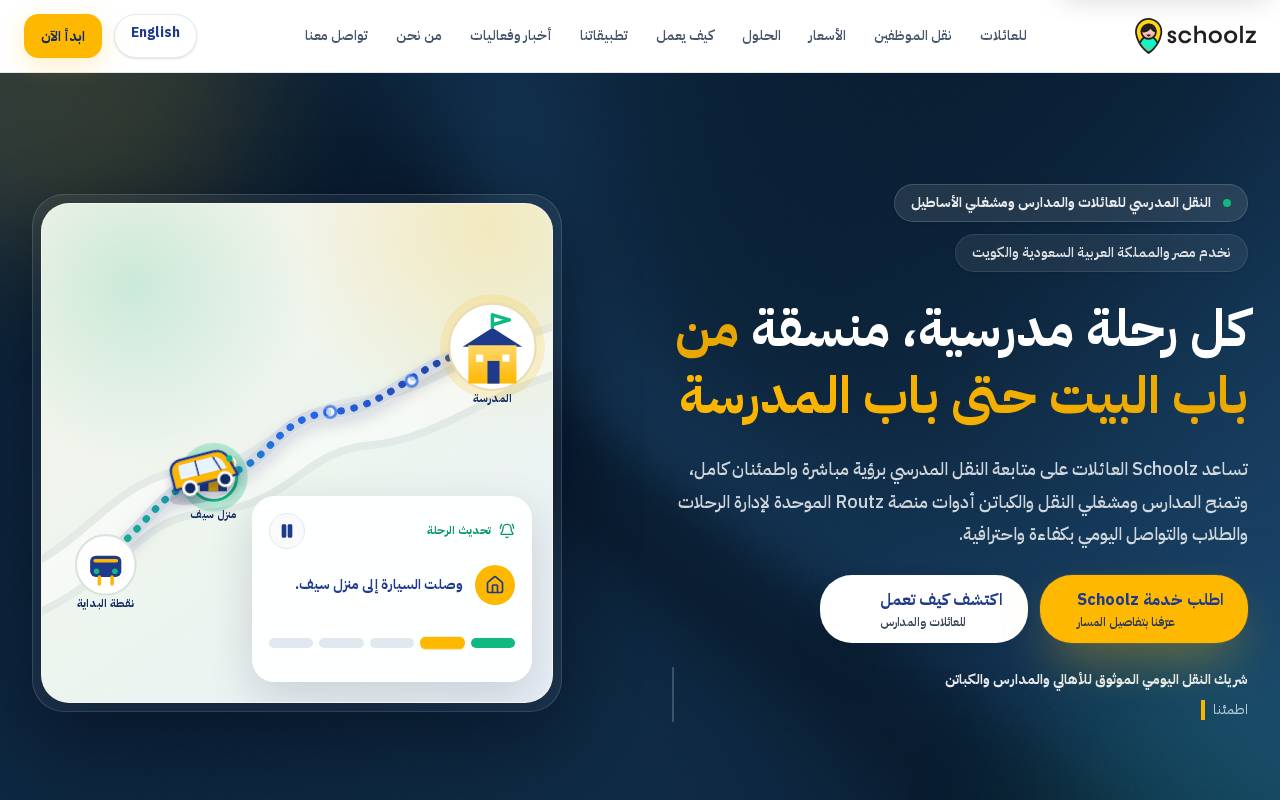 schoolz
للعائلات
نقل الموظفين
الأسعار
الحلول
كيف يعمل
تطبيقاتنا
أخبار وفعاليات
من نحن
تواصل معنا
English
ابدأ الآن
النقل المدرسي للعائلات والمدارس ومشغلي الأساطيل
نخدم مصر والمملكة العربية السعودية والكويت
كل رحلة مدرسية، منسقة من
باب البيت حتى باب المدرسة
تساعد Schoolz العائلات على متابعة النقل المدرسي برؤية مباشرة واطمئنان كامل،
وتمنح المدارس ومشغلي النقل والكباتن أدوات منصة Routz الموحدة لإدارة الرحلات
والطلاب والتواصل اليومي بكفاءة واحترافية.
اطلب خدمة Schoolz
عرّفنا بتفاصيل المسار
اكتشف كيف تعمل
للعائلات والمدارس
شريك النقل اليومي الموثوق للأهالي والمدارس والكباتن
اطمئنا
المدرسة
منزل سيف
نقطة البداية
تحديث الرحلة
وصلت السيارة إلى منزل سيف.